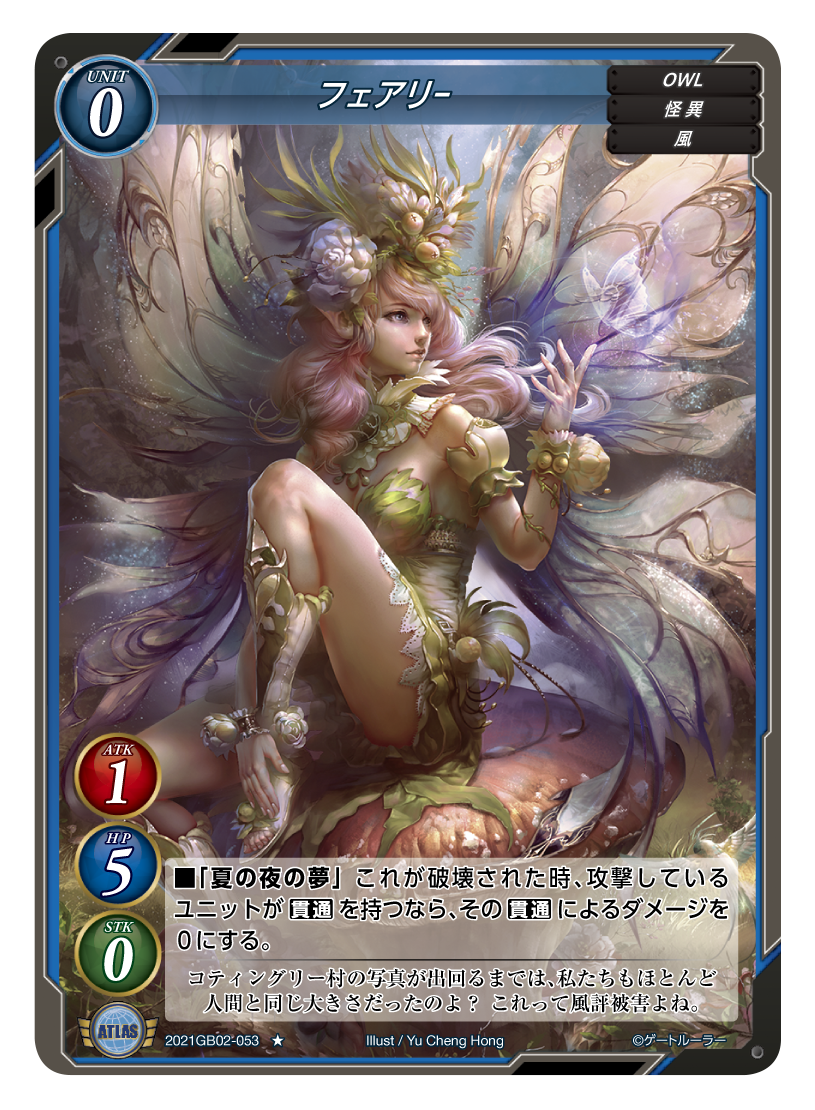 UNIT
0
フェアリー
OWL
怪異
風
ATK
1
HP
5
STK
0
■「夏の夜の夢」 これが破壊された時、攻撃している
ユニットが 貫通 を持つなら、その 貫通 によるダメージを
０にする。
コティングリー村の写真が出回るまでは、私たちもほとんど
人間と同じ大きさだったのよ？ これって風評被害よね。
ATLAS
2021GB02-053 ★ Illust / Yu Cheng Hong ©ゲートルーラー